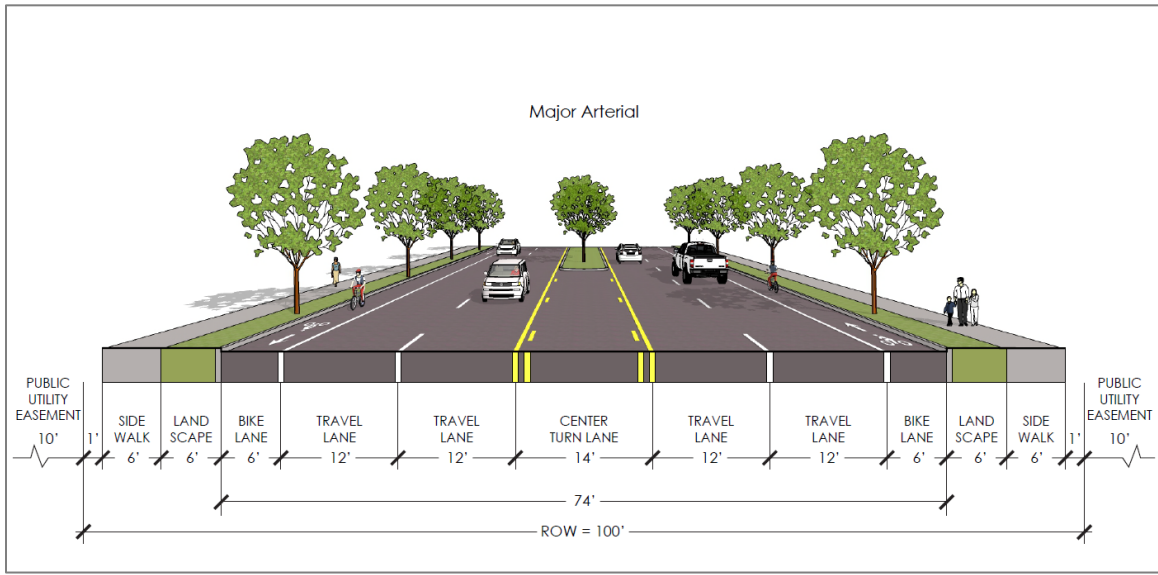 Major Arterial
PUBLIC
UTILITY
EASEMENT
10'
1'
SIDE
WALK
6'
LAND
SCAPE
6'
BIKE
LANE
6'
TRAVEL
LANE
12'
TRAVEL
LANE
12'
CENTER
TURN LANE
14'
TRAVEL
LANE
12'
TRAVEL
LANE
12'
BIKE
LANE
6'
LAND
SCAPE
6'
SIDE
WALK
6'
1'
PUBLIC
UTILITY
EASEMENT
10'
74'
ROW = 100'